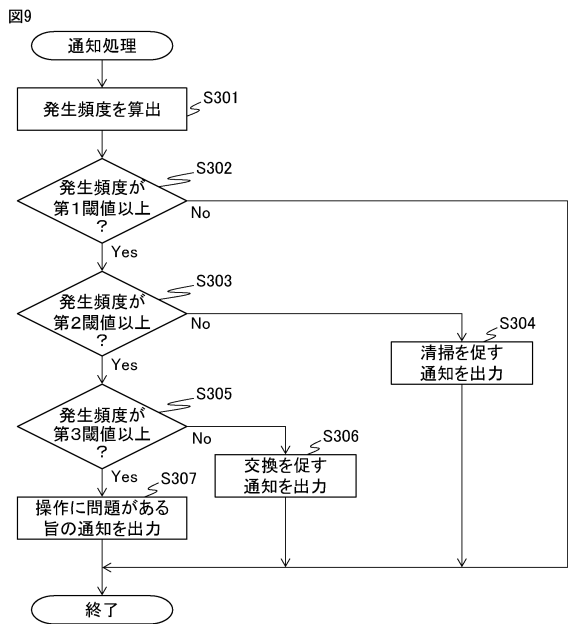 図9
通知処理
発生頻度を算出
S301
発生頻度が
第1閾値以上
?
S302
No
Yes
発生頻度が
第2閾値以上
?
S303
No
Yes
清掃を促す
通知を出力
S304
発生頻度が
第3閾値以上
?
S305
No
Yes
交換を促す
通知を出力
S306
操作に問題がある
旨の通知を出力
S307
終了